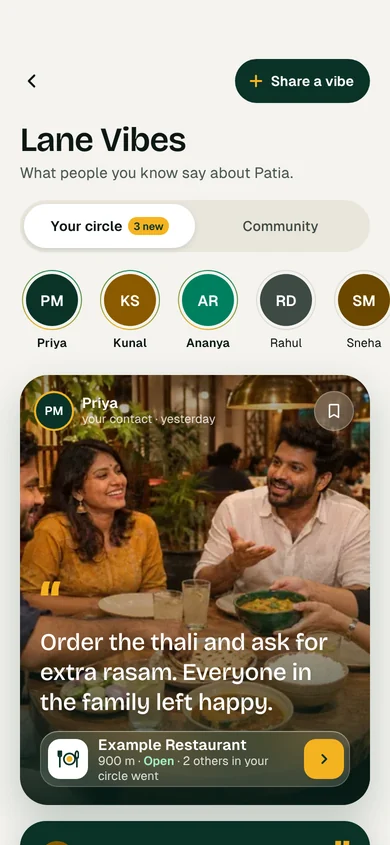 Share a vibe
Lane Vibes
What people you know say about Patia.
Your circle 3 new
Community
PM KS AR RD SM
Priya Kunal Ananya Rahul Sneha
PM
Priya
your contact · yesterday
“
Order the thali and ask for
extra rasam. Everyone in
the family left happy.
Example Restaurant
900 m · Open · 2 others in your
circle went